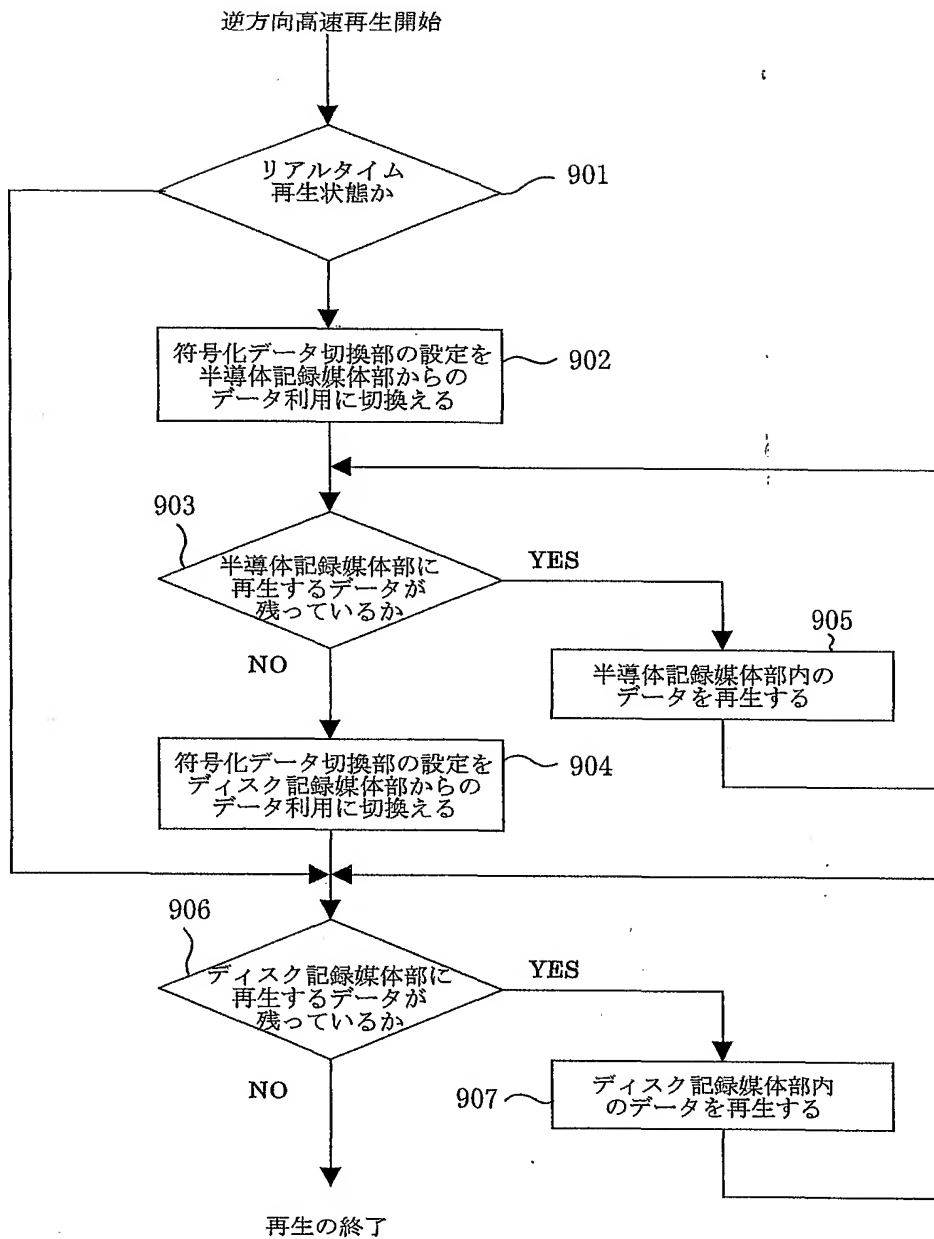 逆方向高速再生開始
リアルタイム
再生状態か
901
符号化データ切換部の設定を
半導体記録媒体部からの
データ利用に切換える
902
903
半導体記録媒体部に
再生するデータが
残っているか
YES
NO
905
半導体記録媒体部内の
データを再生する
符号化データ切換部の設定を
ディスク記録媒体部からの
データ利用に切換える
904
906
ディスク記録媒体部に
再生するデータが
残っているか
YES
NO
907
ディスク記録媒体部内
のデータを再生する
再生の終了